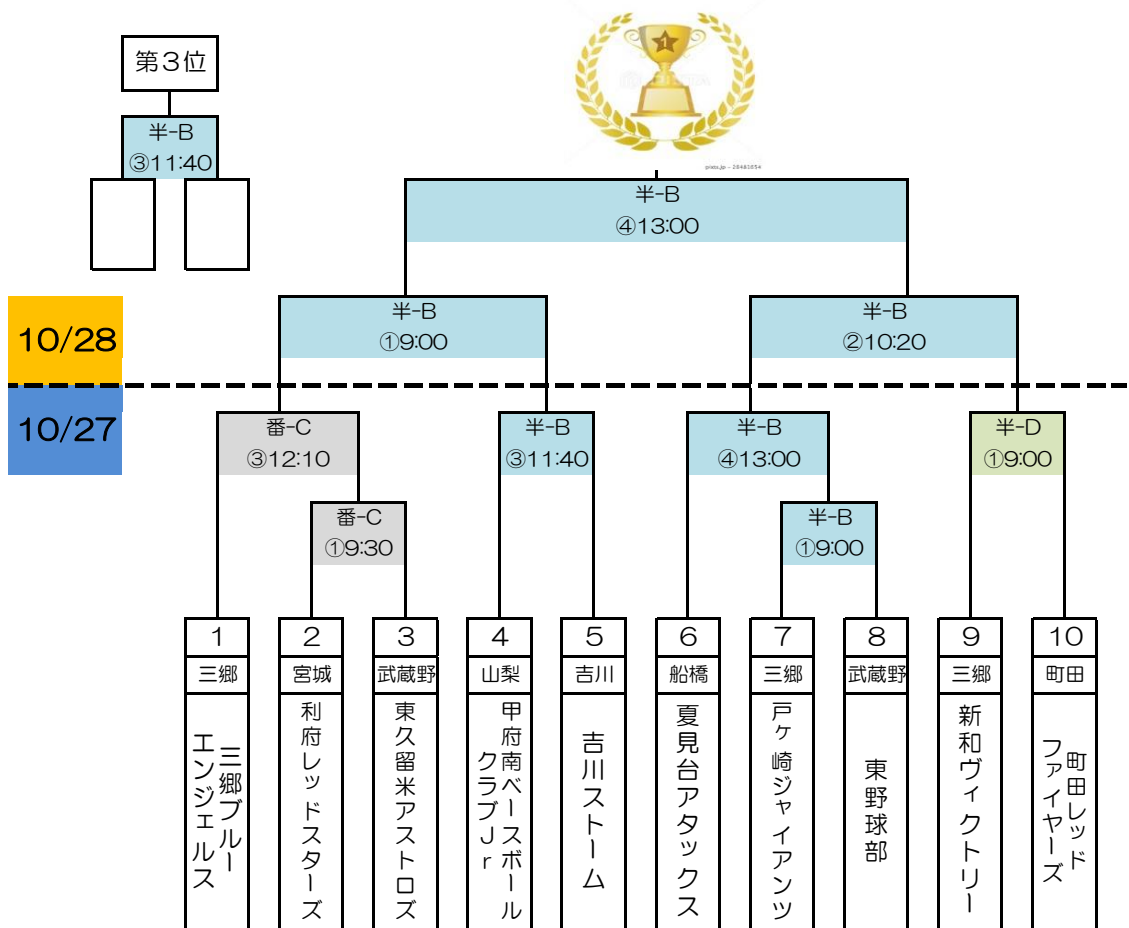 第３位
半-B
③11:40
1
pixta.jp - 28481054
半-B
④13:00
10/28
半-B
①9:00
半-B
②10:20
10/27
番-C
③12:10
半-B
③11:40
半-B
④13:00
半-D
①9:00
番-C
①9:30
半-B
①9:00
1
2
3
4
5
6
7
8
9
10
三郷
宮城
武蔵野
山梨
吉川
船橋
三郷
武蔵野
三郷
町田
三郷ブルー
エンジェルス
利府レッドスターズ
東久留米アストロズ
甲府南ベースボール
クラブJr
吉川ストーム
夏見台アタックス
戸ヶ崎ジャイアンツ
東野球部
新和ヴィクトリー
町田レッド
ファイヤーズ